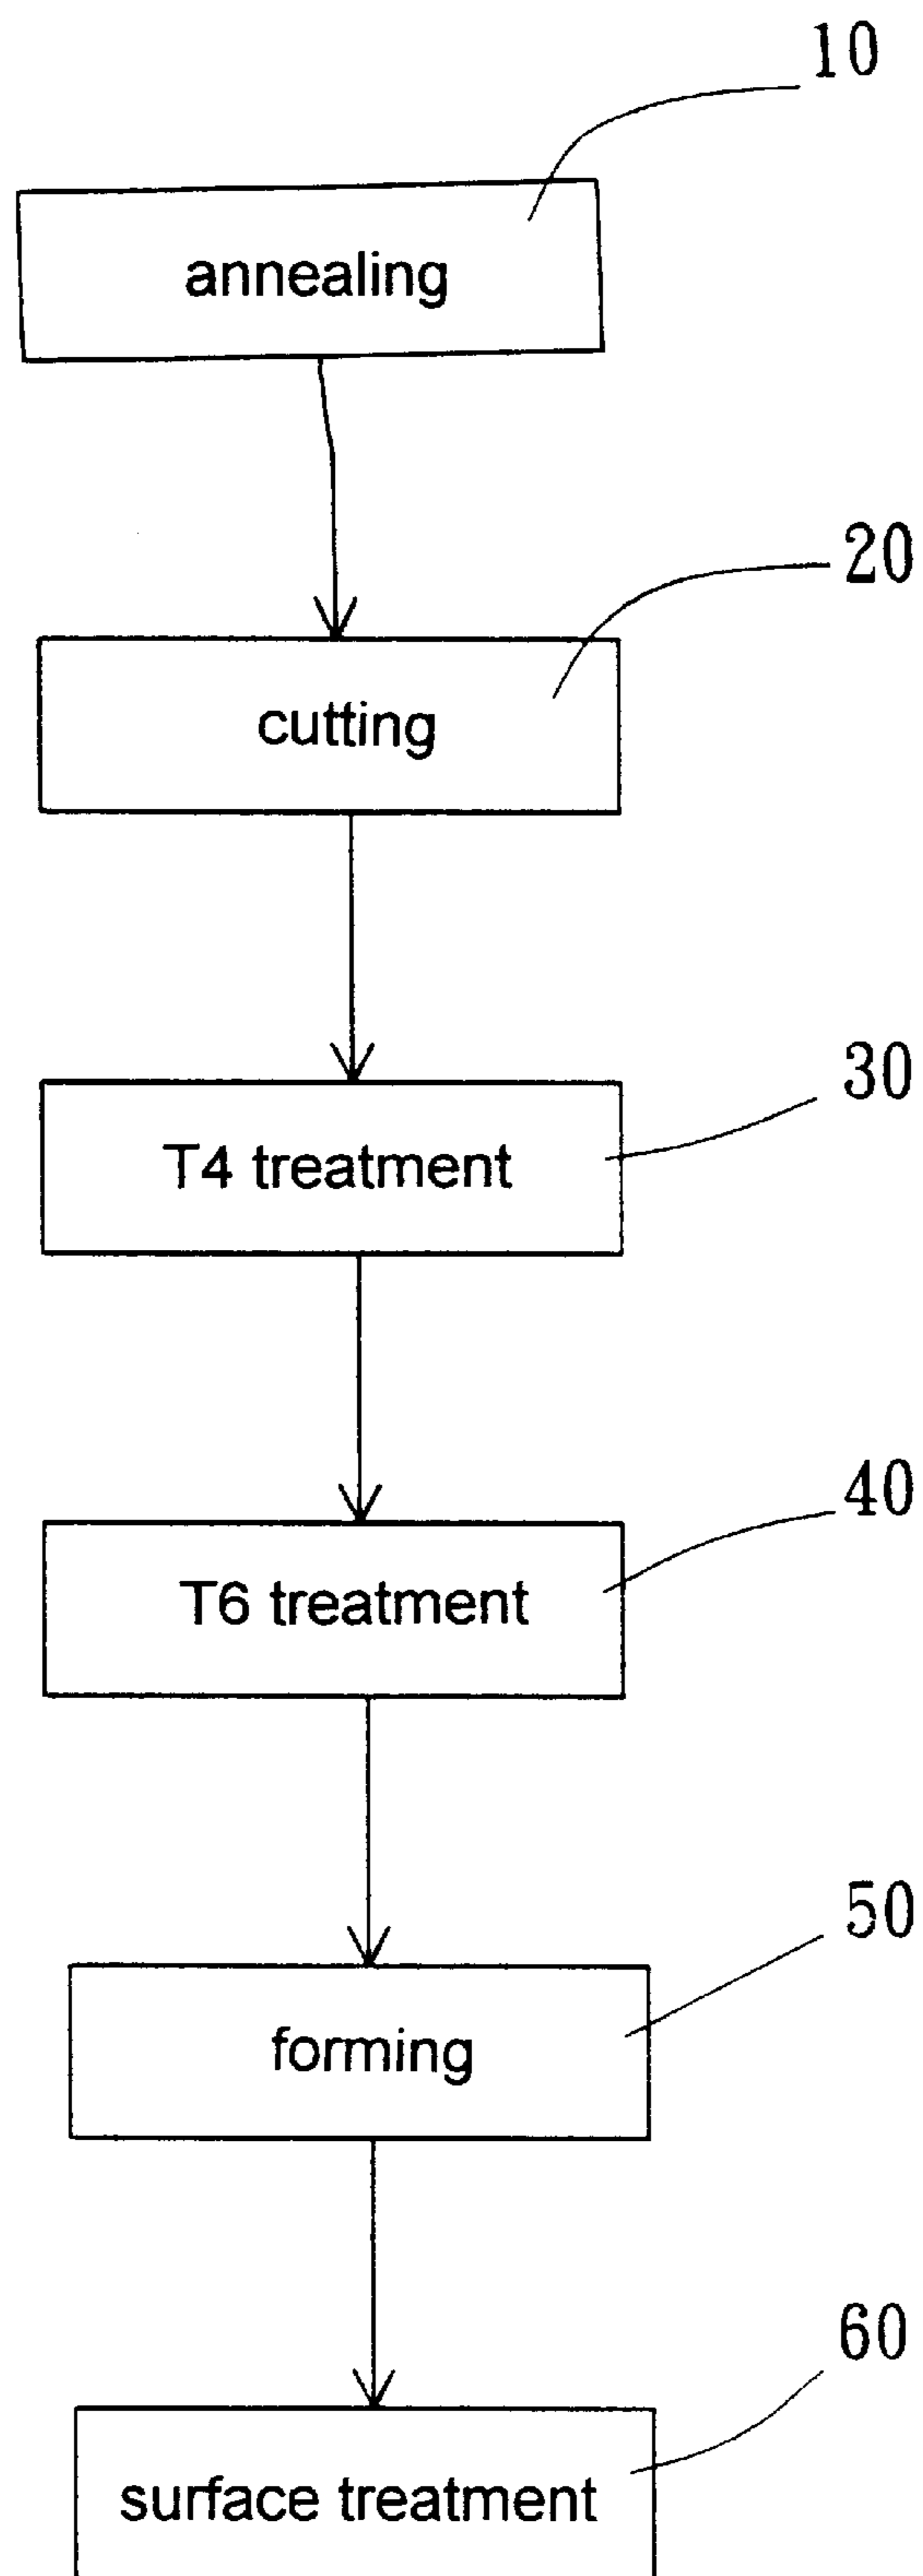 10
annealing
20
cutting
30
T4 treatment
40
T6 treatment
50
forming
60
surface treatment